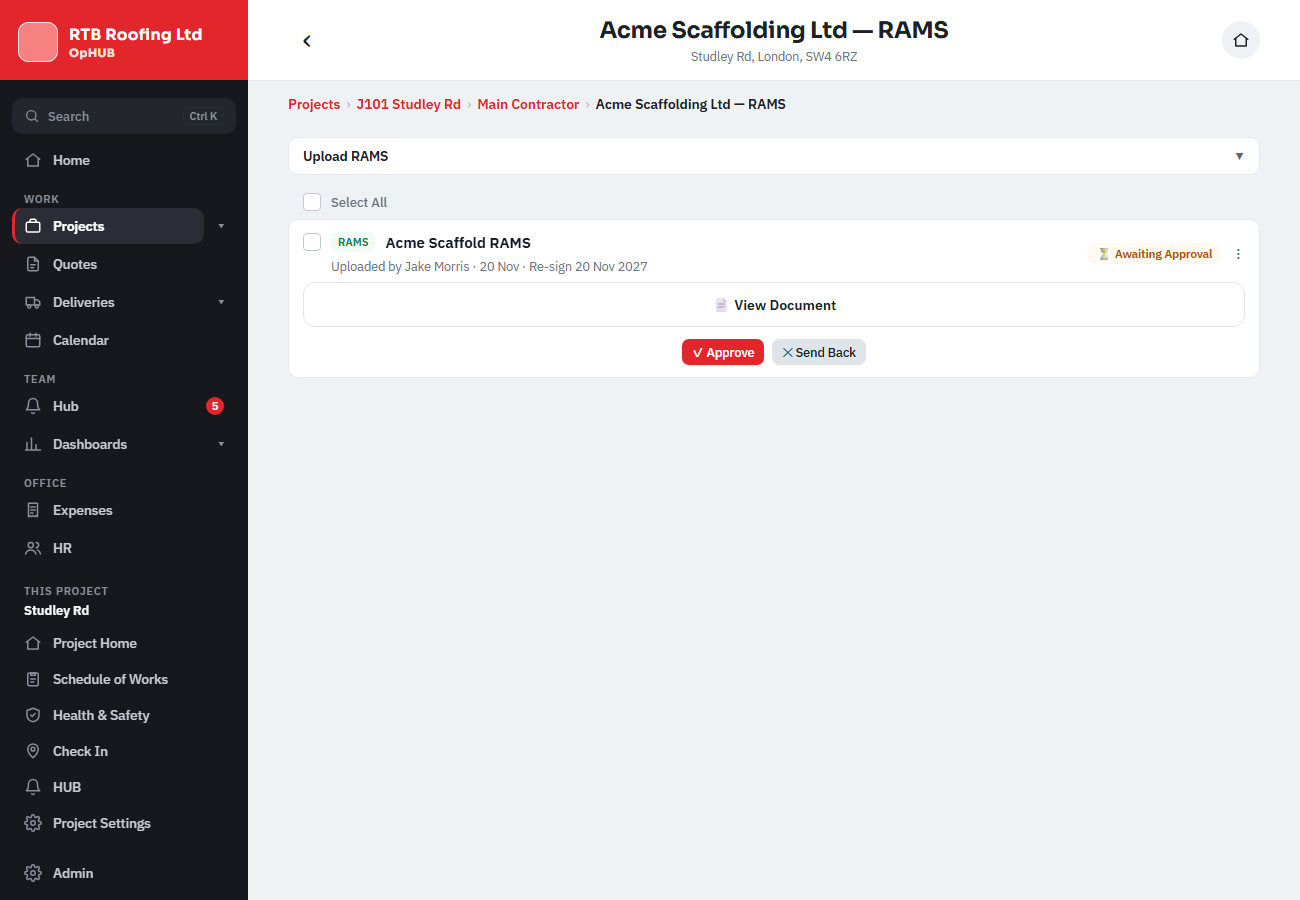 RTB Roofing Ltd
OpHUB
Search Ctrl K
Home
WORK
Projects
Quotes
Deliveries
Calendar
TEAM
Hub 5
Dashboards
OFFICE
Expenses
HR
THIS PROJECT
Studley Rd
Project Home
Schedule of Works
Health & Safety
Check In
HUB
Project Settings
Admin
Acme Scaffolding Ltd — RAMS
Studley Rd, London, SW4 6RZ
Projects › J101 Studley Rd › Main Contractor › Acme Scaffolding Ltd — RAMS
Upload RAMS
Select All
RAMS Acme Scaffold RAMS
Uploaded by Jake Morris · 20 Nov · Re-sign 20 Nov 2027
Awaiting Approval
View Document
✓ Approve ✕ Send Back